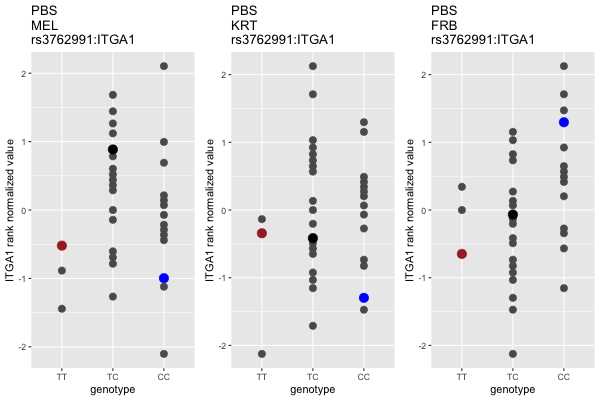 PBS
MEL
rs3762991:ITGA1
ITGA1 rank normalized value
2
1
0
-1
-2
TT TC CC
genotype
PBS
KRT
rs3762991:ITGA1
ITGA1 rank normalized value
2
1
0
-1
-2
TT TC CC
genotype
PBS
FRB
rs3762991:ITGA1
ITGA1 rank normalized value
2
1
0
-1
-2
TT TC CC
genotype